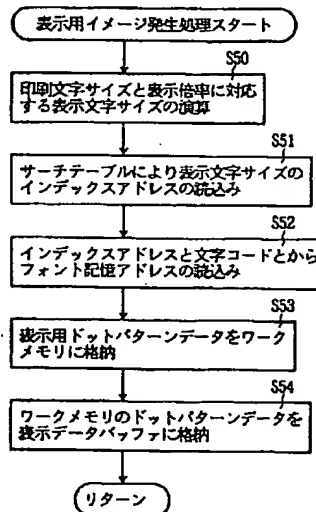 表示用イメージ発生処理スタート
S50
印刷文字サイズと表示倍率に対応
する表示文字サイズの演算
S51
サーチテーブルにより表示文字サイズの
インデックスアドレスの読込み
S52
インデックスアドレスと文字コードとから
フォント記憶アドレスの読込み
S53
表示用ドットパターンデータをワーク
メモリに格納
S54
ワークメモリのドットパターンデータを
表示データバッファに格納
リターン